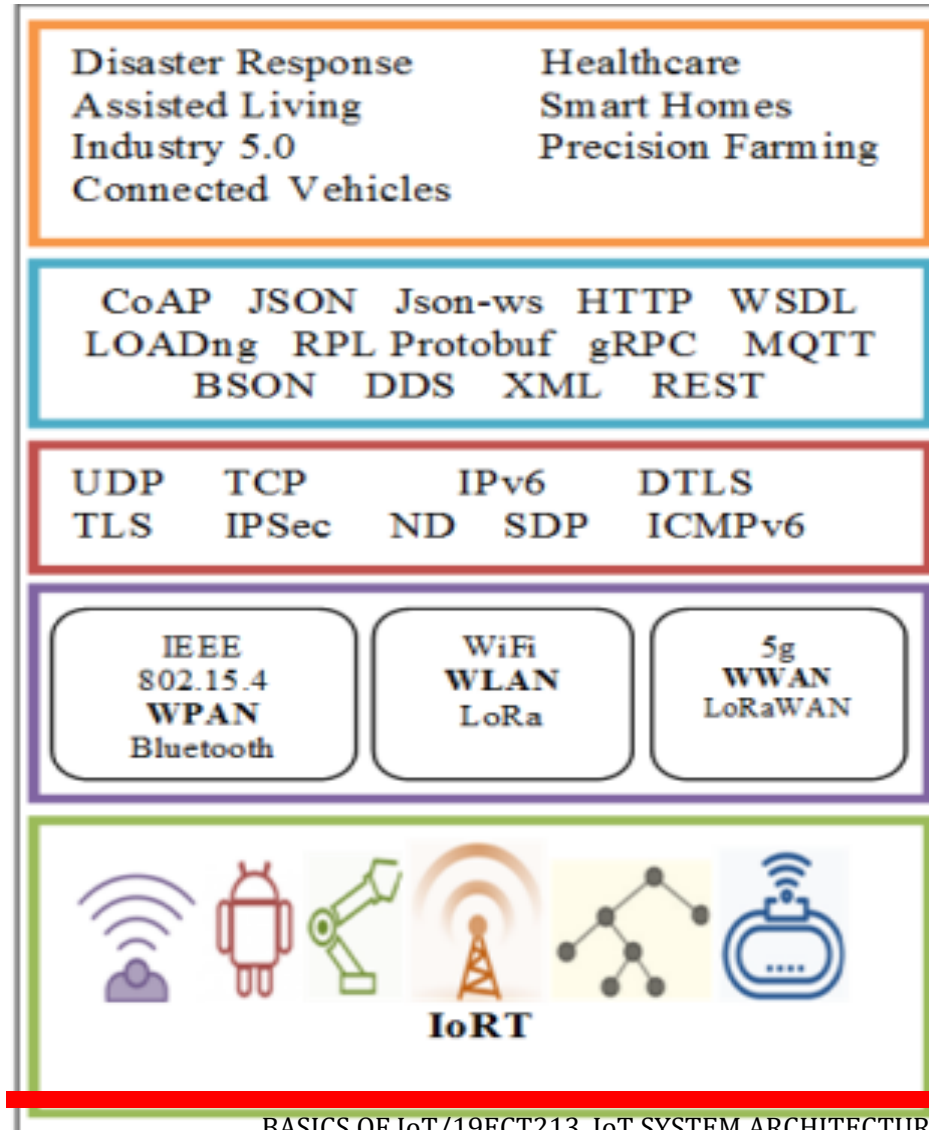 Disaster Response Healthcare
Assisted Living Smart Homes
Industry 5.0 Precision Farming
Connected Vehicles
CoAP JSON Json-ws HTTP WSDL
LOADng RPL Protobuf gRPC MQTT
BSON DDS XML REST
UDP TCP IPv6 DTLS
TLS IPSec ND SDP ICMPv6
IEEE
802.15.4
WPAN
Bluetooth
WiFi
WLAN
LoRa
5g
WWAN
LoRaWAN
IoRT
BASICS OF IoT/19ECT213 IoT SYSTEM ARCHITECTUR